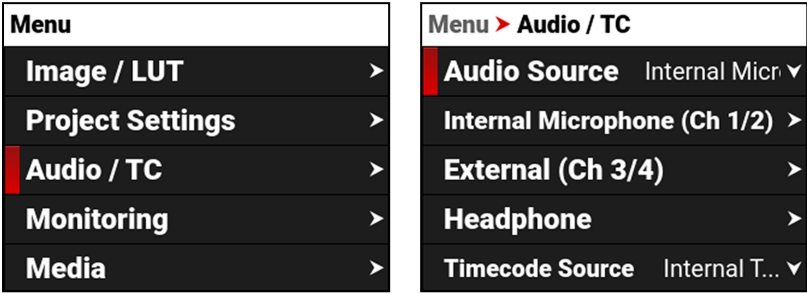 Menu
Image / LUT
Project Settings
Audio / TC
Monitoring
Media
Menu Audio / TC
Audio Source Internal Micr
Internal Microphone (Ch 1/2)
External (Ch 3/4)
Headphone
Timecode Source Internal T...